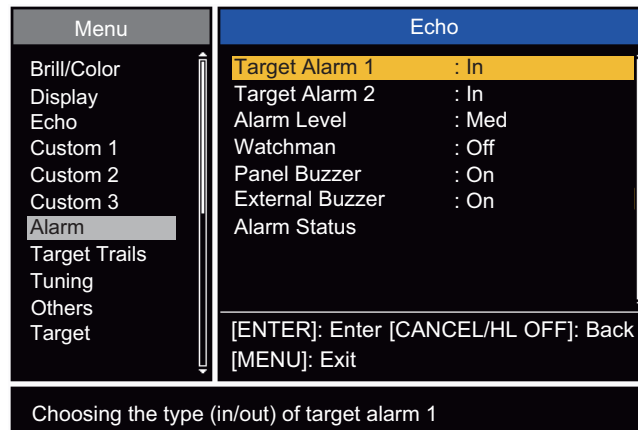 Menu
Brill/Color
Display
Echo
Custom 1
Custom 2
Custom 3
Alarm
Target Trails
Tuning
Others
Target
Echo
Target Alarm 1 : In
Target Alarm 2 : In
Alarm Level : Med
Watchman : Off
Panel Buzzer : On
External Buzzer : On
Alarm Status
[ENTER]: Enter [CANCEL/HL OFF]: Back
[MENU]: Exit
Choosing the type (in/out) of target alarm 1